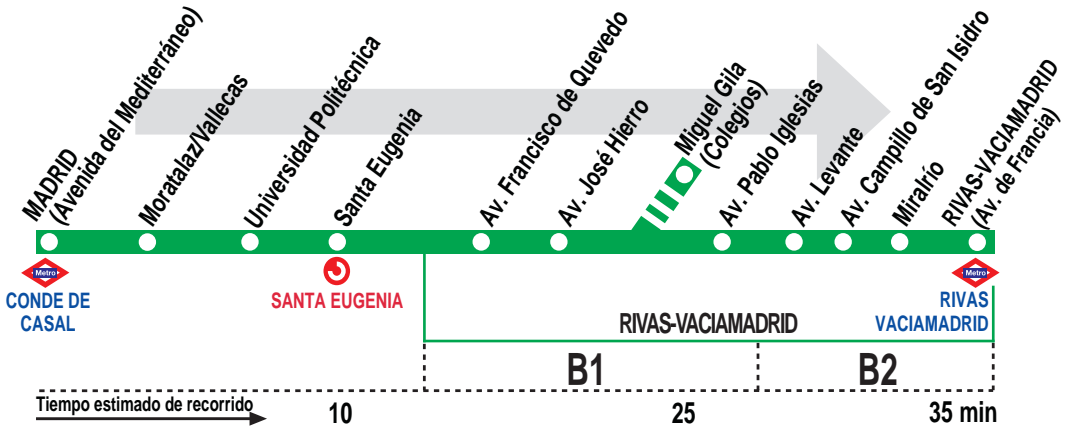 MADRID
(Avenida del Mediterráneo)
Moratalaz/Vallecas
Universidad Politécnica
Santa Eugenia
Av. Francisco de Quevedo
Av. José Hierro
Miguel Gila
(Colegios)
Av. Pablo Iglesias
Av. Levante
Av. Campillo de San Isidro
Miralrío
RIVAS-VACIAMADRID
(Av. de Francia)
Metro
CONDE DE
CASAL
SANTA EUGENIA
Metro
RIVAS
VACIAMADRID
RIVAS-VACIAMADRID
B1
B2
Tiempo estimado de recorrido
10
25
35 min